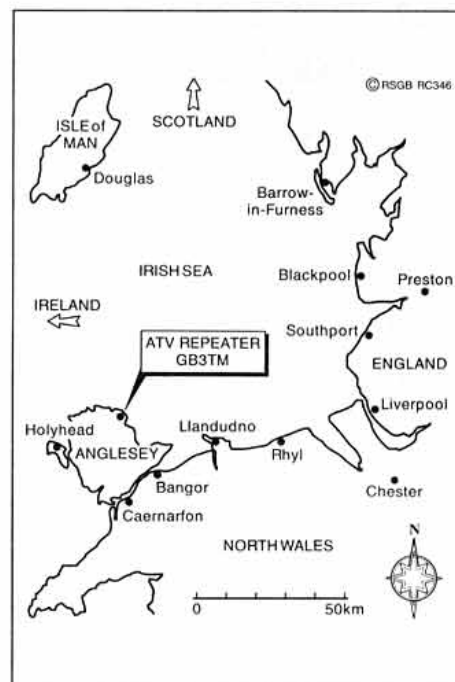 © RSGB RC346
ISLE of
MAN
SCOTLAND
Douglas
Barrow-
in-Furness
IRISH SEA
Blackpool
Preston
IRELAND
Southport
ATV REPEATER
GB3TM
ENGLAND
Liverpool
Holyhead
ANGLESEY
Llandudno
Rhyl
Bangor
Chester
Caernarfon
N
NORTH WALES
0
50km